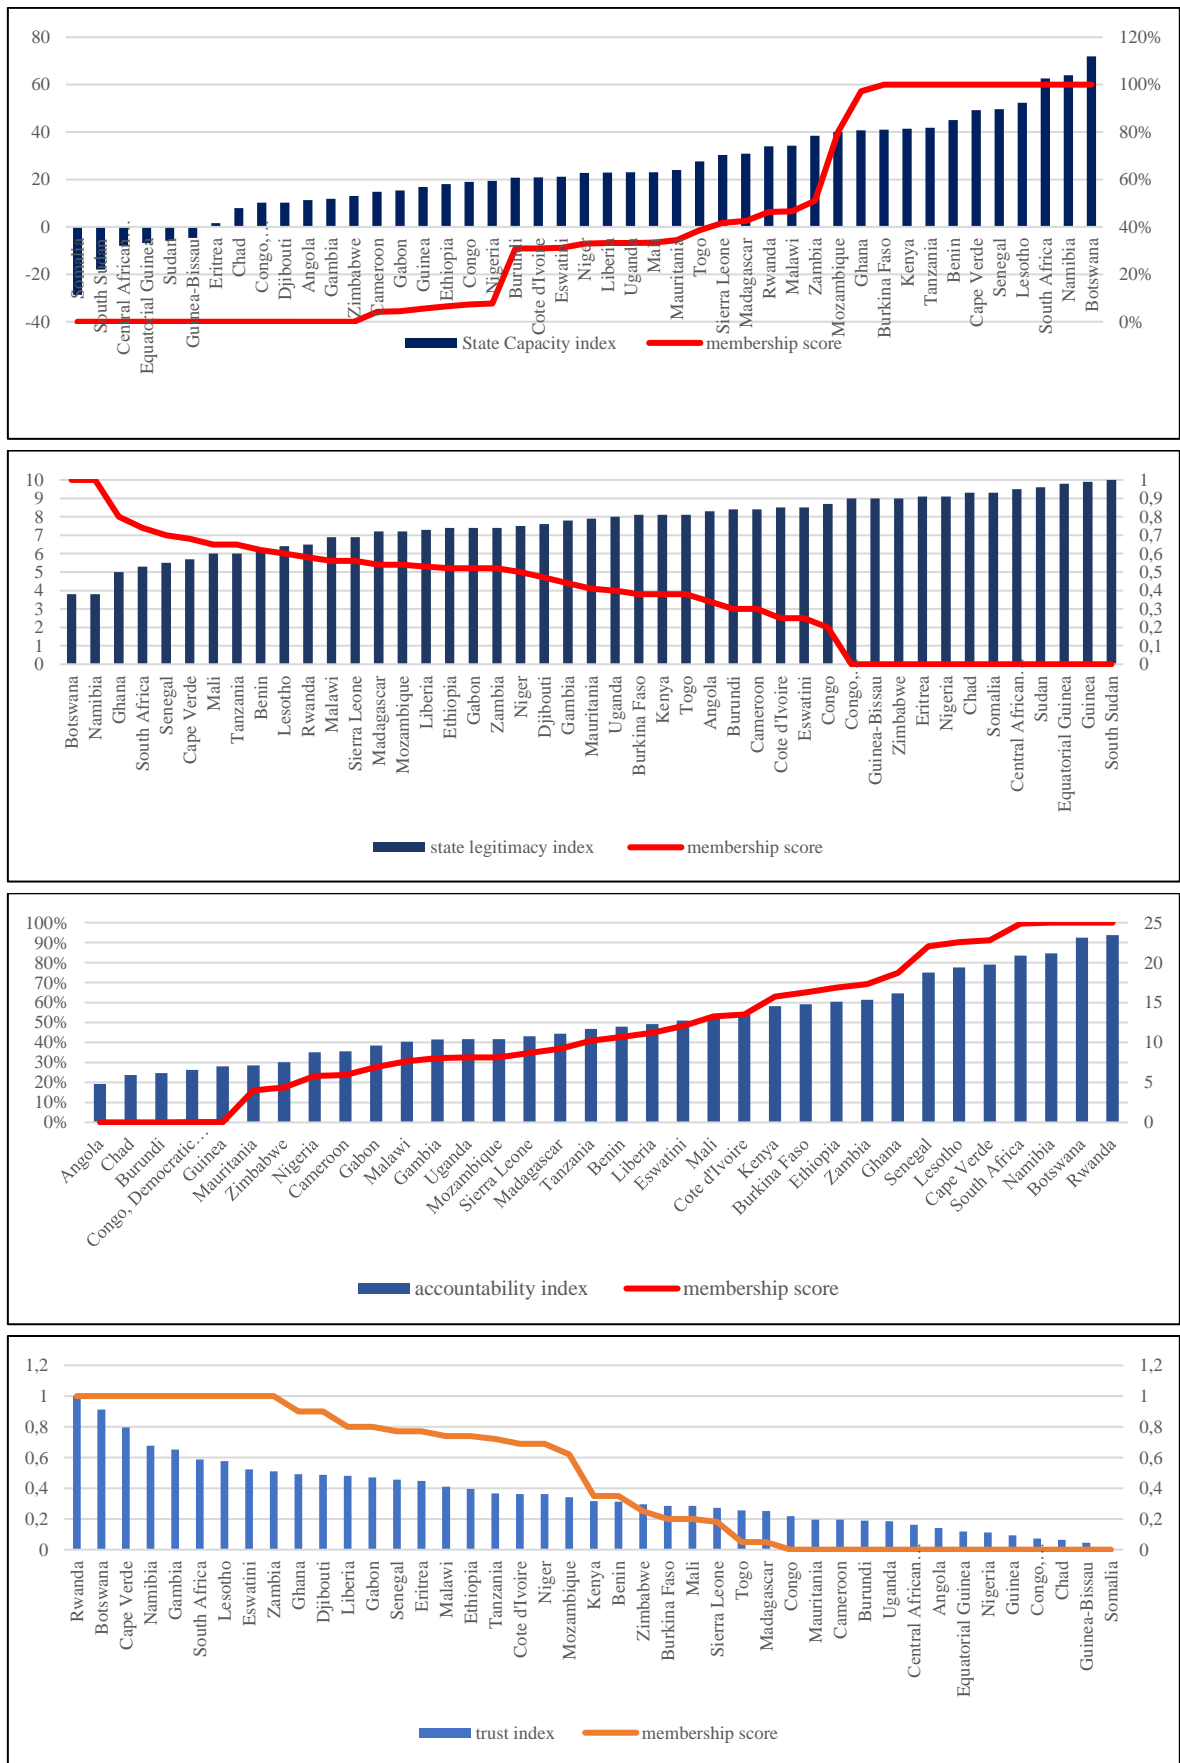 80
60
40
20
0
-20
-40
120%
100%
80%
60%
40%
20%
0%
Somalia
South Sudan
Central African…
Equatorial Guinea
Sudan
Guinea-Bissau
Eritrea
Chad
Congo,…
Djibouti
Angola
Gambia
Zimbabwe
Cameroon
Gabon
Guinea
Ethiopia
Congo
Nigeria
Burundi
Cote d'Ivoire
Eswatini
Niger
Liberia
Uganda
Mali
Mauritania
Togo
Sierra Leone
Madagascar
Rwanda
Malawi
Zambia
Mozambique
Ghana
Burkina Faso
Kenya
Tanzania
Benin
Cape Verde
Senegal
Lesotho
South Africa
Namibia
Botswana
State Capacity index
membership score
10
9
8
7
6
5
4
3
2
1
0
1
0,9
0,8
0,7
0,6
0,5
0,4
0,3
0,2
0,1
0
Botswana
Namibia
Ghana
South Africa
Senegal
Cape Verde
Mali
Tanzania
Benin
Lesotho
Rwanda
Malawi
Sierra Leone
Madagascar
Mozambique
Liberia
Ethiopia
Gabon
Zambia
Niger
Djibouti
Gambia
Mauritania
Uganda
Burkina Faso
Kenya
Togo
Angola
Burundi
Cameroon
Cote d'Ivoire
Eswatini
Congo
Congo,…
Guinea-Bissau
Zimbabwe
Eritrea
Nigeria
Chad
Somalia
Central African…
Sudan
Equatorial Guinea
Guinea
South Sudan
state legitimacy index
membership score
100%
90%
80%
70%
60%
50%
40%
30%
20%
10%
0%
25
20
15
10
5
0
Angola
Chad
Burundi
Congo, Democratic…
Guinea
Mauritania
Zimbabwe
Nigeria
Cameroon
Gabon
Malawi
Gambia
Uganda
Mozambique
Sierra Leone
Madagascar
Tanzania
Benin
Liberia
Eswatini
Mali
Cote d'Ivoire
Kenya
Burkina Faso
Ethiopia
Zambia
Ghana
Senegal
Lesotho
Cape Verde
South Africa
Namibia
Botswana
Rwanda
accountability index
membership score
1,2
1
0,8
0,6
0,4
0,2
0
1,2
1
0,8
0,6
0,4
0,2
0
Rwanda
Botswana
Cape Verde
Namibia
Gambia
South Africa
Lesotho
Eswatini
Zambia
Ghana
Djibouti
Liberia
Gabon
Senegal
Eritrea
Malawi
Ethiopia
Tanzania
Cote d'Ivoire
Niger
Mozambique
Kenya
Benin
Zimbabwe
Burkina Faso
Mali
Sierra Leone
Togo
Madagascar
Congo
Mauritania
Cameroon
Burundi
Uganda
Central African…
Angola
Equatorial Guinea
Nigeria
Guinea
Congo,…
Chad
Guinea-Bissau
Somalia
trust index
membership score